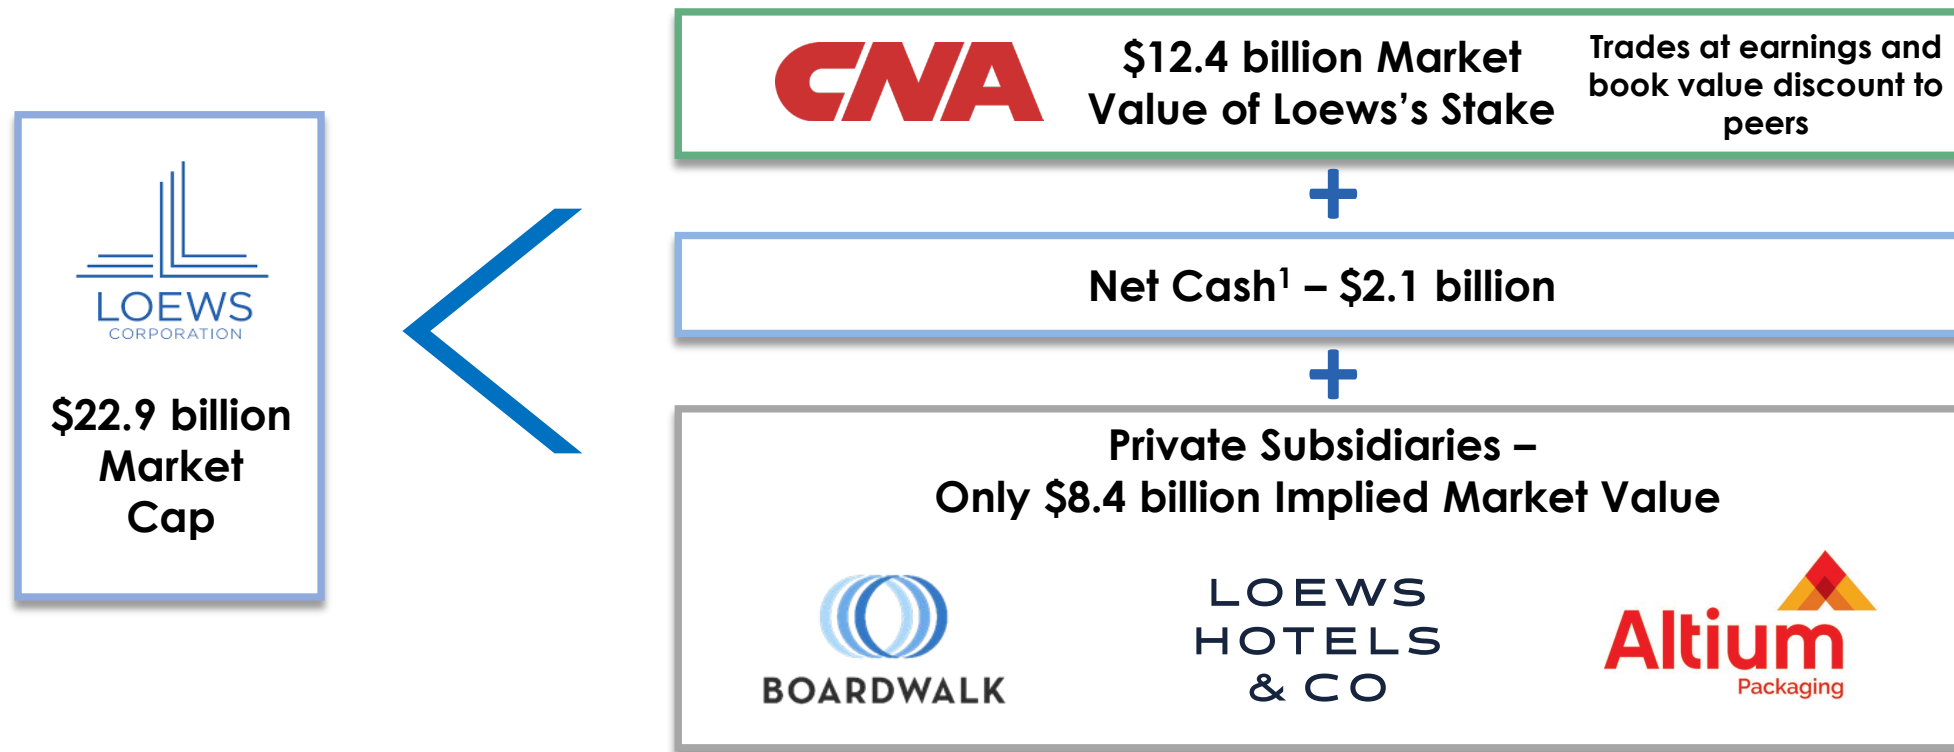 LOEWS
CORPORATION
$22.9 billion
Market
Cap
CNA
$12.4 billion Market
Value of Loews’s Stake
Trades at earnings and
book value discount to
peers
+
Net Cash¹ – $2.1 billion
+
Private Subsidiaries –
Only $8.4 billion Implied Market Value
BOARDWALK
LOEWS
HOTELS
& CO
Altium
Packaging